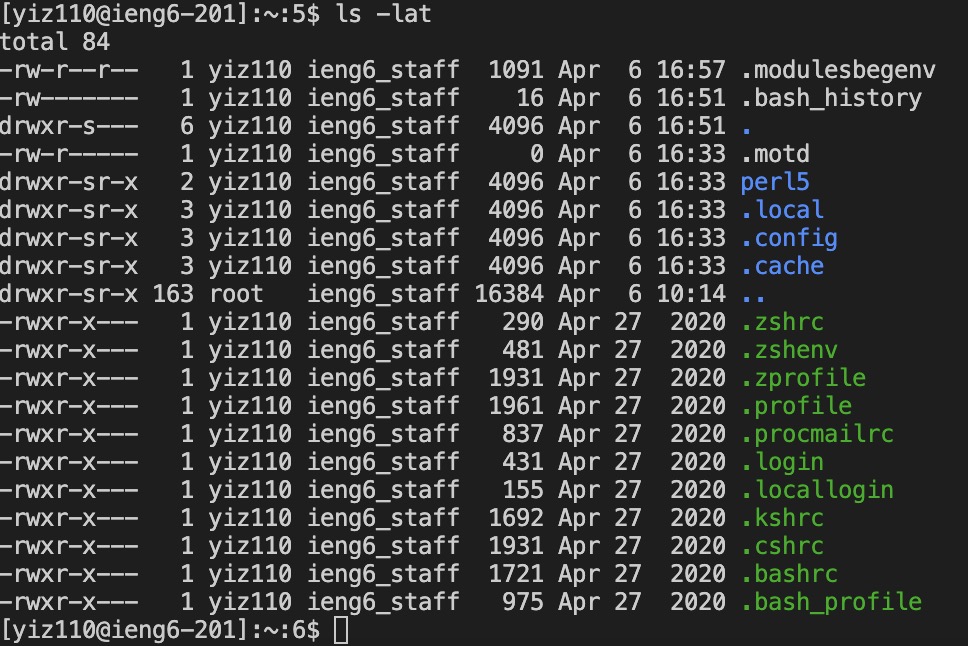 [yiz110@ieng6-201]:~:5$ ls -lat
total 84
-rw-r--r--   1 yiz110 ieng6_staff  1091 Apr  6 16:57 .modulesbegenv
-rw-------   1 yiz110 ieng6_staff    16 Apr  6 16:51 .bash_history
drwxr-s---   6 yiz110 ieng6_staff  4096 Apr  6 16:51 .
-rw-r-----   1 yiz110 ieng6_staff     0 Apr  6 16:33 .motd
drwxr-sr-x   2 yiz110 ieng6_staff  4096 Apr  6 16:33 perl5
drwxr-sr-x   3 yiz110 ieng6_staff  4096 Apr  6 16:33 .local
drwxr-sr-x   3 yiz110 ieng6_staff  4096 Apr  6 16:33 .config
drwxr-sr-x   3 yiz110 ieng6_staff  4096 Apr  6 16:33 .cache
drwxr-sr-x 163 root   ieng6_staff 16384 Apr  6 10:14 ..
-rwxr-x---   1 yiz110 ieng6_staff   290 Apr 27  2020 .zshrc
-rwxr-x---   1 yiz110 ieng6_staff   481 Apr 27  2020 .zshenv
-rwxr-x---   1 yiz110 ieng6_staff  1931 Apr 27  2020 .zprofile
-rwxr-x---   1 yiz110 ieng6_staff  1961 Apr 27  2020 .profile
-rwxr-x---   1 yiz110 ieng6_staff   837 Apr 27  2020 .procmailrc
-rwxr-x---   1 yiz110 ieng6_staff   431 Apr 27  2020 .login
-rwxr-x---   1 yiz110 ieng6_staff   155 Apr 27  2020 .locallogin
-rwxr-x---   1 yiz110 ieng6_staff  1692 Apr 27  2020 .kshrc
-rwxr-x---   1 yiz110 ieng6_staff  1931 Apr 27  2020 .cshrc
-rwxr-x---   1 yiz110 ieng6_staff  1721 Apr 27  2020 .bashrc
-rwxr-x---   1 yiz110 ieng6_staff   975 Apr 27  2020 .bash_profile
[yiz110@ieng6-201]:~:6$